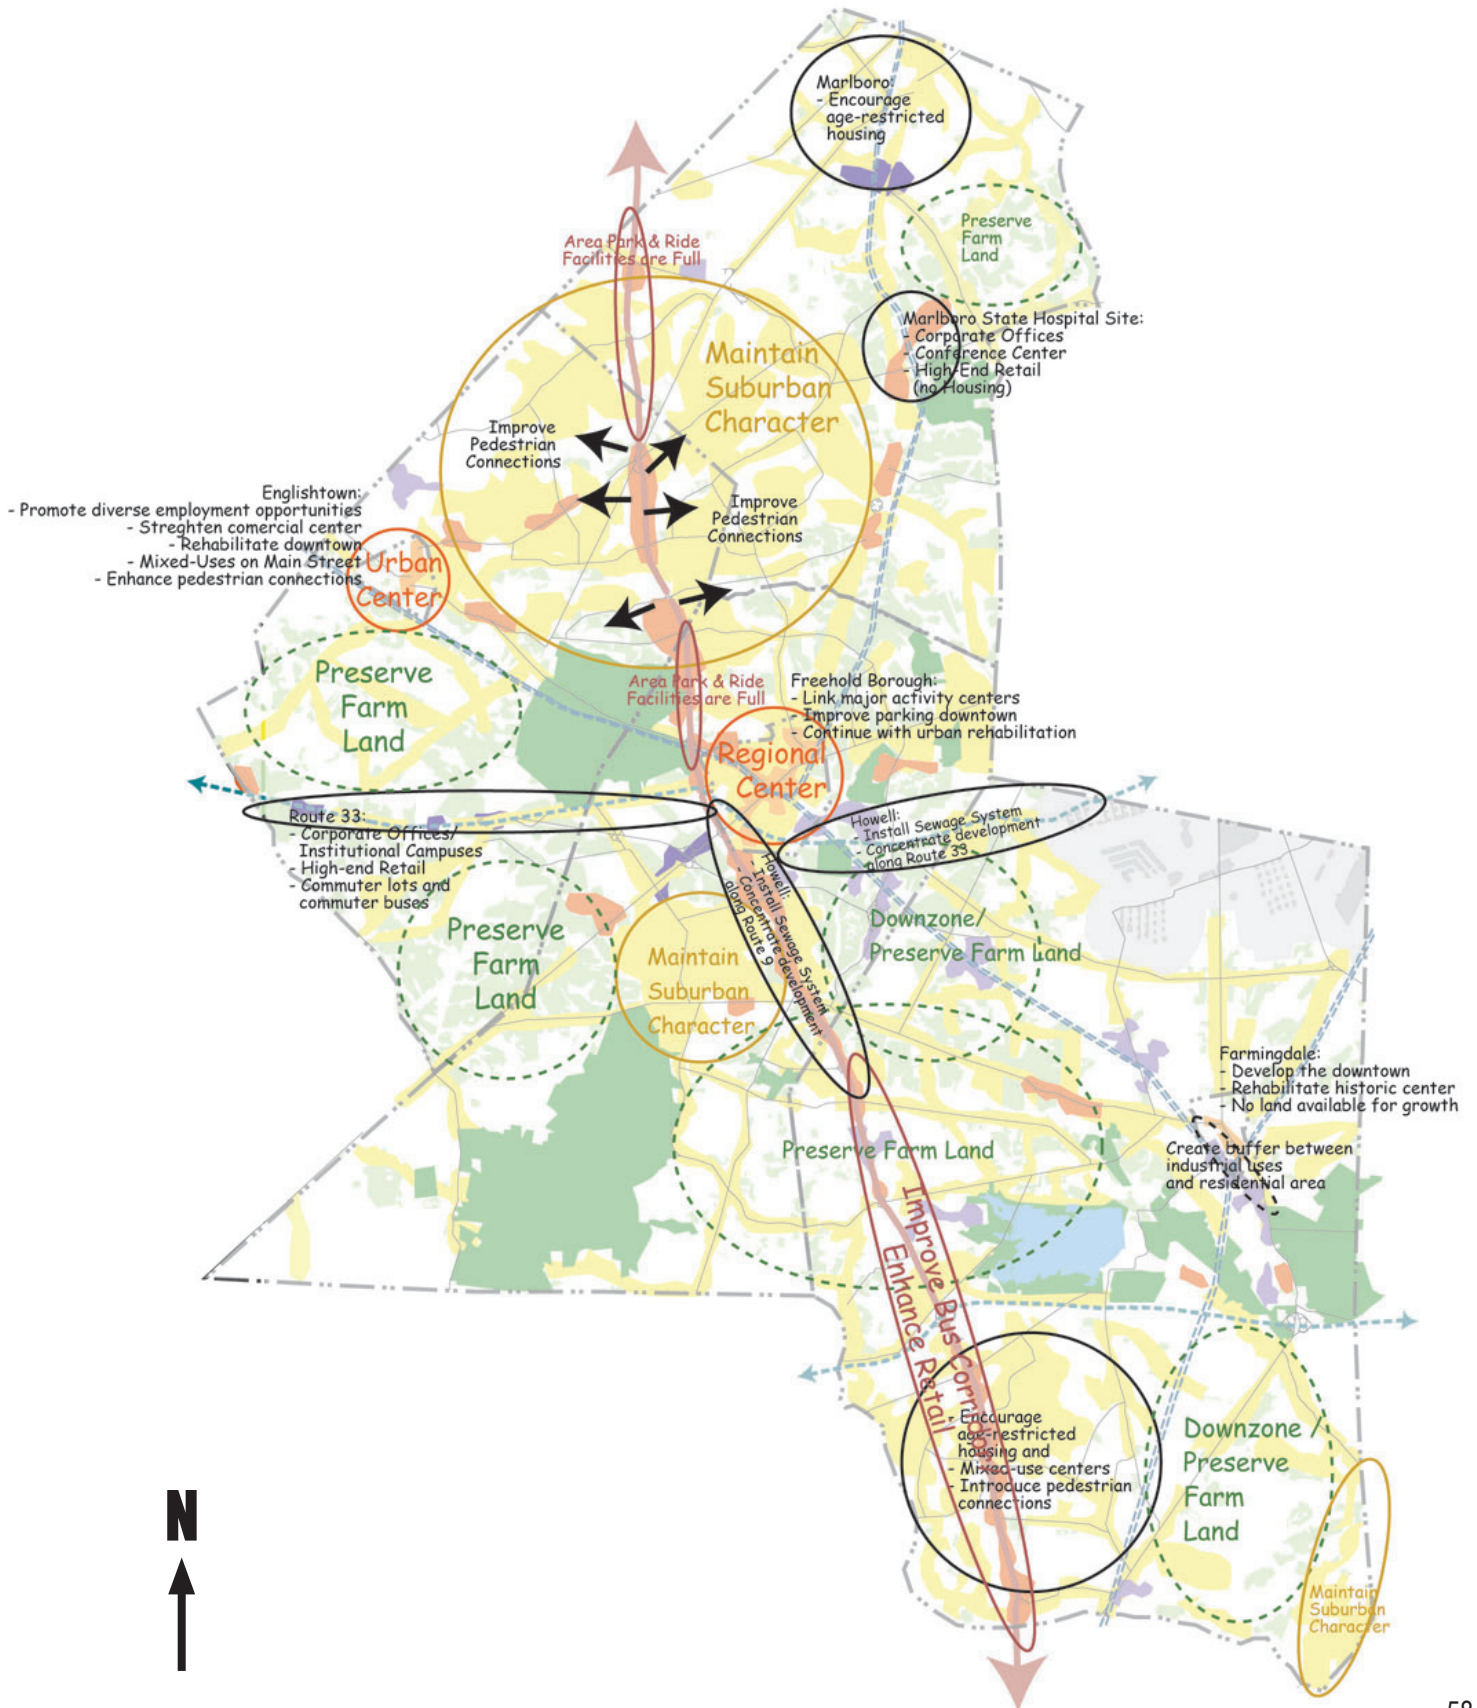 Marlboro:
- Encourage
age-restricted
housing
Preserve
Farm
Land
Area Park & Ride
Facilities are Full
Marlboro State Hospital Site:
- Corporate Offices
- Conference Center
- High-End Retail
(no Housing)
Maintain
Suburban
Character
Improve
Pedestrian
Connections
Improve
Pedestrian
Connections
Englishtown:
- Promote diverse employment opportunities
- Streghten comercial center
- Rehabilitate downtown
- Mixed-Uses on Main Street
- Enhance pedestrian connections
Urban
Center
Preserve
Farm
Land
Area Park & Ride
Facilities are Full
Freehold Borough:
- Link major activity centers
- Improve parking downtown
- Continue with urban rehabilitation
Regional
Center
Route 33:
- Corporate Offices/
Institutional Campuses
- High-end Retail
- Commuter lots and
commuter buses
Howell:
- Install Sewage System
- Concentrate development
along Route 33
Howell:
- Install Sewage System
- Concentrate development
along Route 9
Preserve
Farm
Land
Maintain
Suburban
Character
Downzone/
Preserve Farm Land
Farmingdale:
- Develop the downtown
- Rehabilitate historic center
- No land available for growth
Create buffer between
industrial uses
and residential area
Preserve Farm Land
Improve Bus Corridor
Enhance Retail
- Encourage
age-restricted
housing and
- Mixed-use centers
- Introduce pedestrian
connections
Downzone /
Preserve
Farm
Land
Maintain
Suburban
Character
N